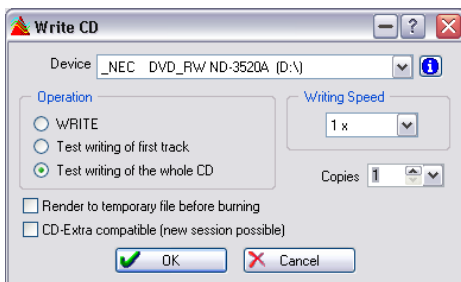 Write CD
Device _NEC DVD_RW ND-3520A (D:\)
Operation
Writing Speed
WRITE
1 x
Test writing of first track
Test writing of the whole CD
Copies 1
Render to temporary file before burning
CD-Extra compatible (new session possible)
OK Cancel